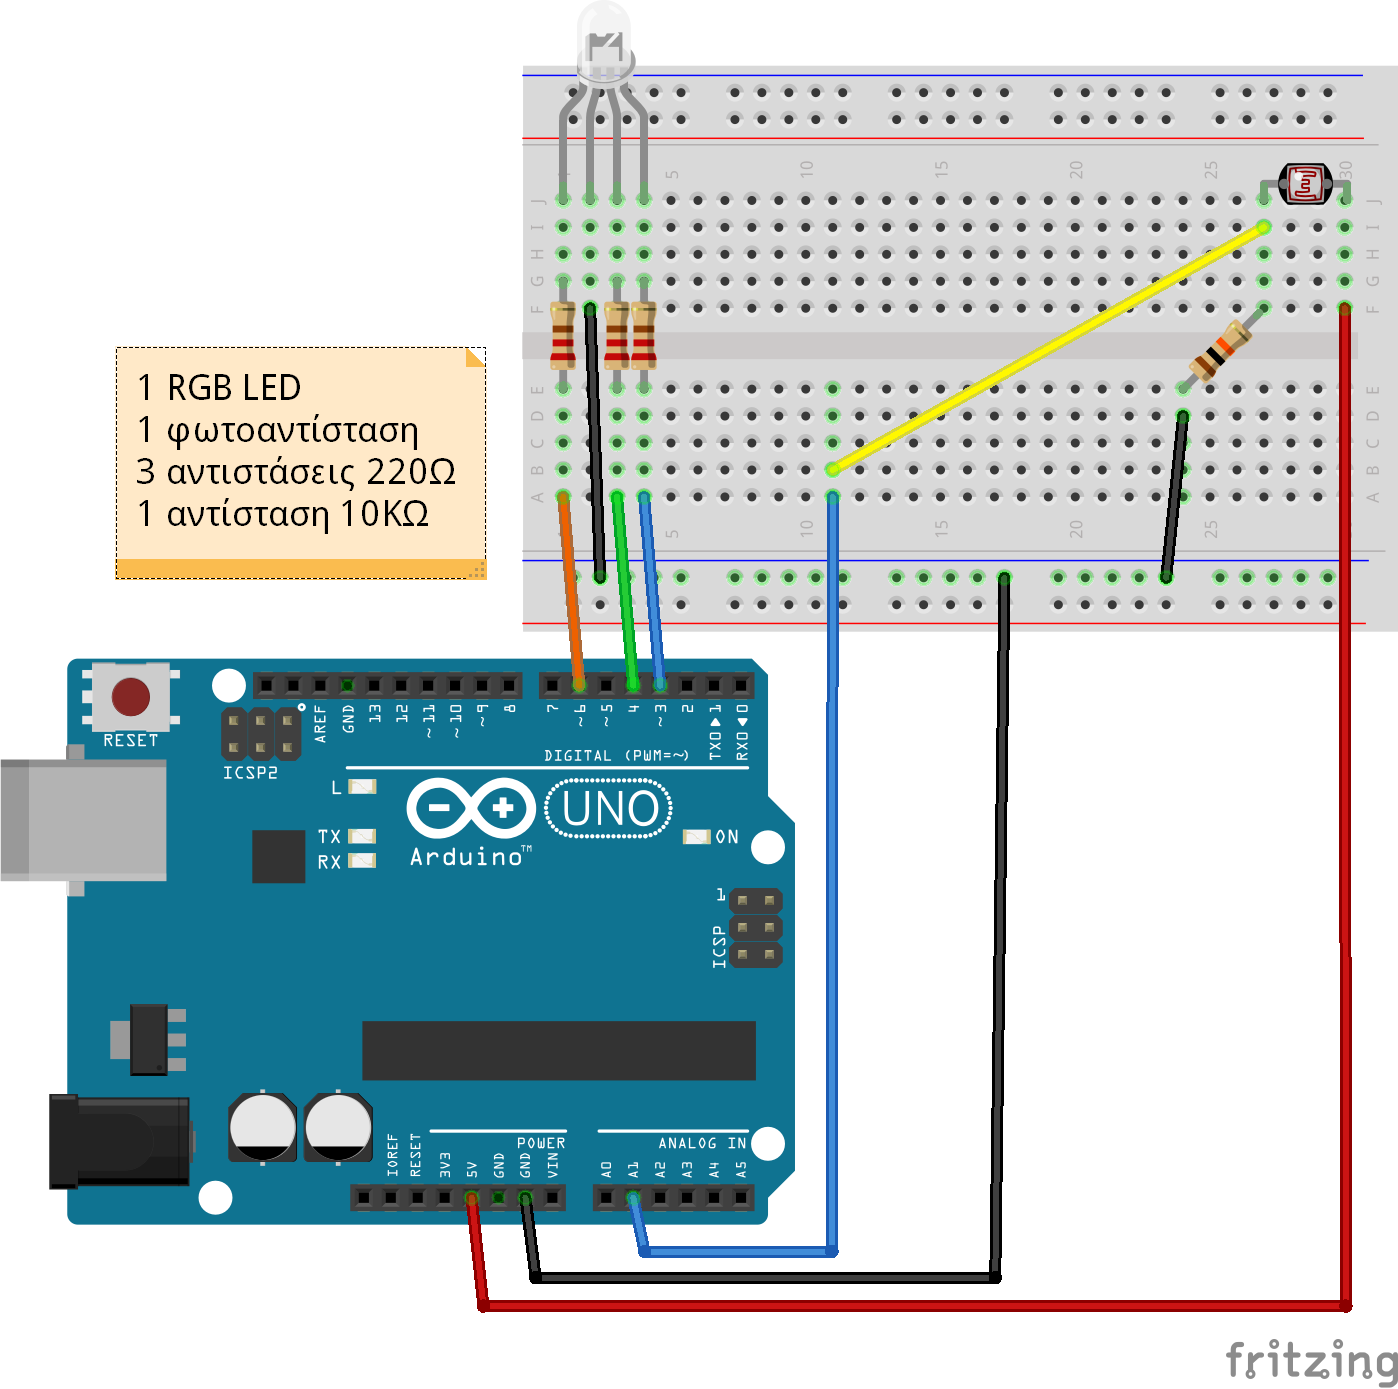 5 10 15 20 25 30
J J
I I
H H
G G
F F
1 RGB LED
1 φωτοαντίσταση
3 αντιστάσεις 220Ω
1 αντίσταση 10KΩ
E E
D D
C C
B B
A A
5 10 15 20 25
RESET
ICSP2
AREF GND 13 12 ~11 ~10 ~9 8 7 ~6 ~5 4 ~3 2 TX0▶1 RX0◀0
DIGITAL (PWM=~)
L
TX
RX
UNO
Arduino™
ON
1
ICSP
POWER
ANALOG IN
IOREF RESET 3V3 5V GND GND VIN A0 A1 A2 A3 A4 A5
fritzing